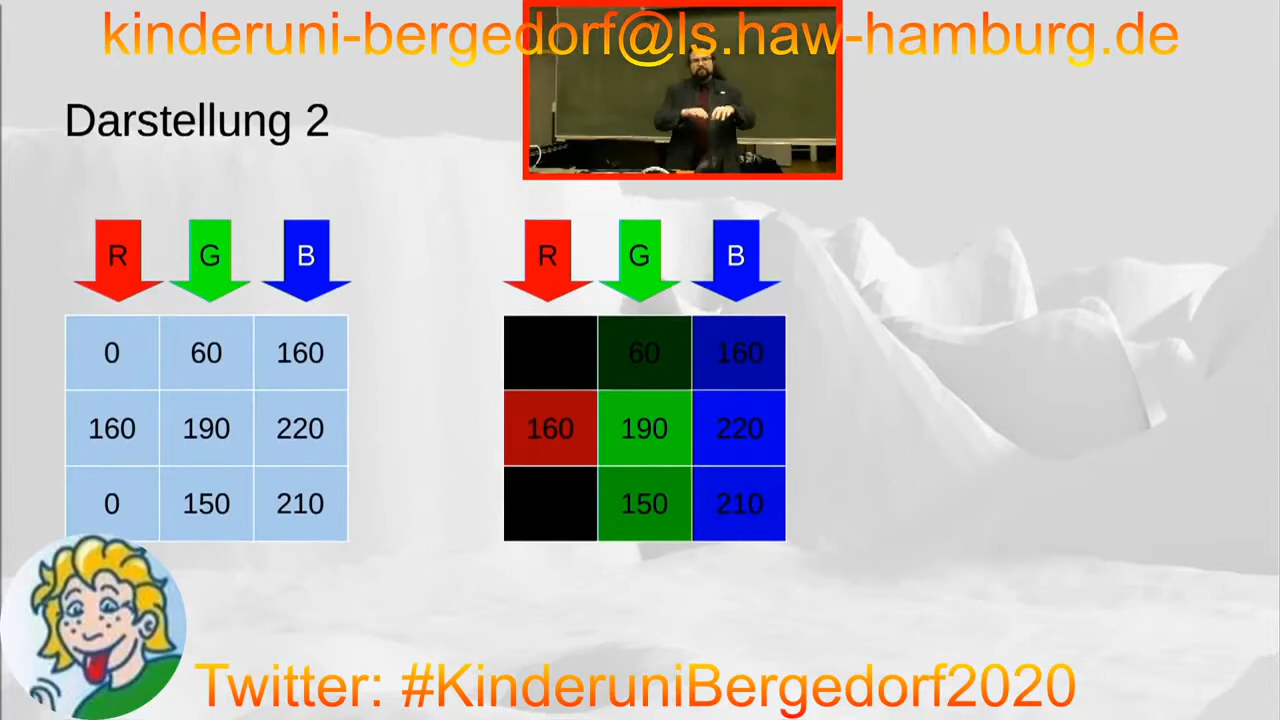 kinderuni-bergedorf@ls.haw-hamburg.de
Darstellung 2
R G B R G B
0 60 160 60 160
160 190 220 160 190 220
0 150 210 150 210
Twitter: #KinderuniBergedorf2020